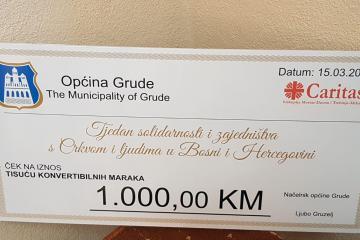 Općina Grude
The Municipality of Grude
Datum: 15.03.20
Caritas
Tjedan solidarnosti i zajedništva
s Crkvom i ljudima u Bosni i Hercegovini
ČEK NA IZNOS
TISUĆU KONVERTIBILNIH MARAKA
1.000,00 KM
Načelnik općine Grude
Ljubo Grizelj